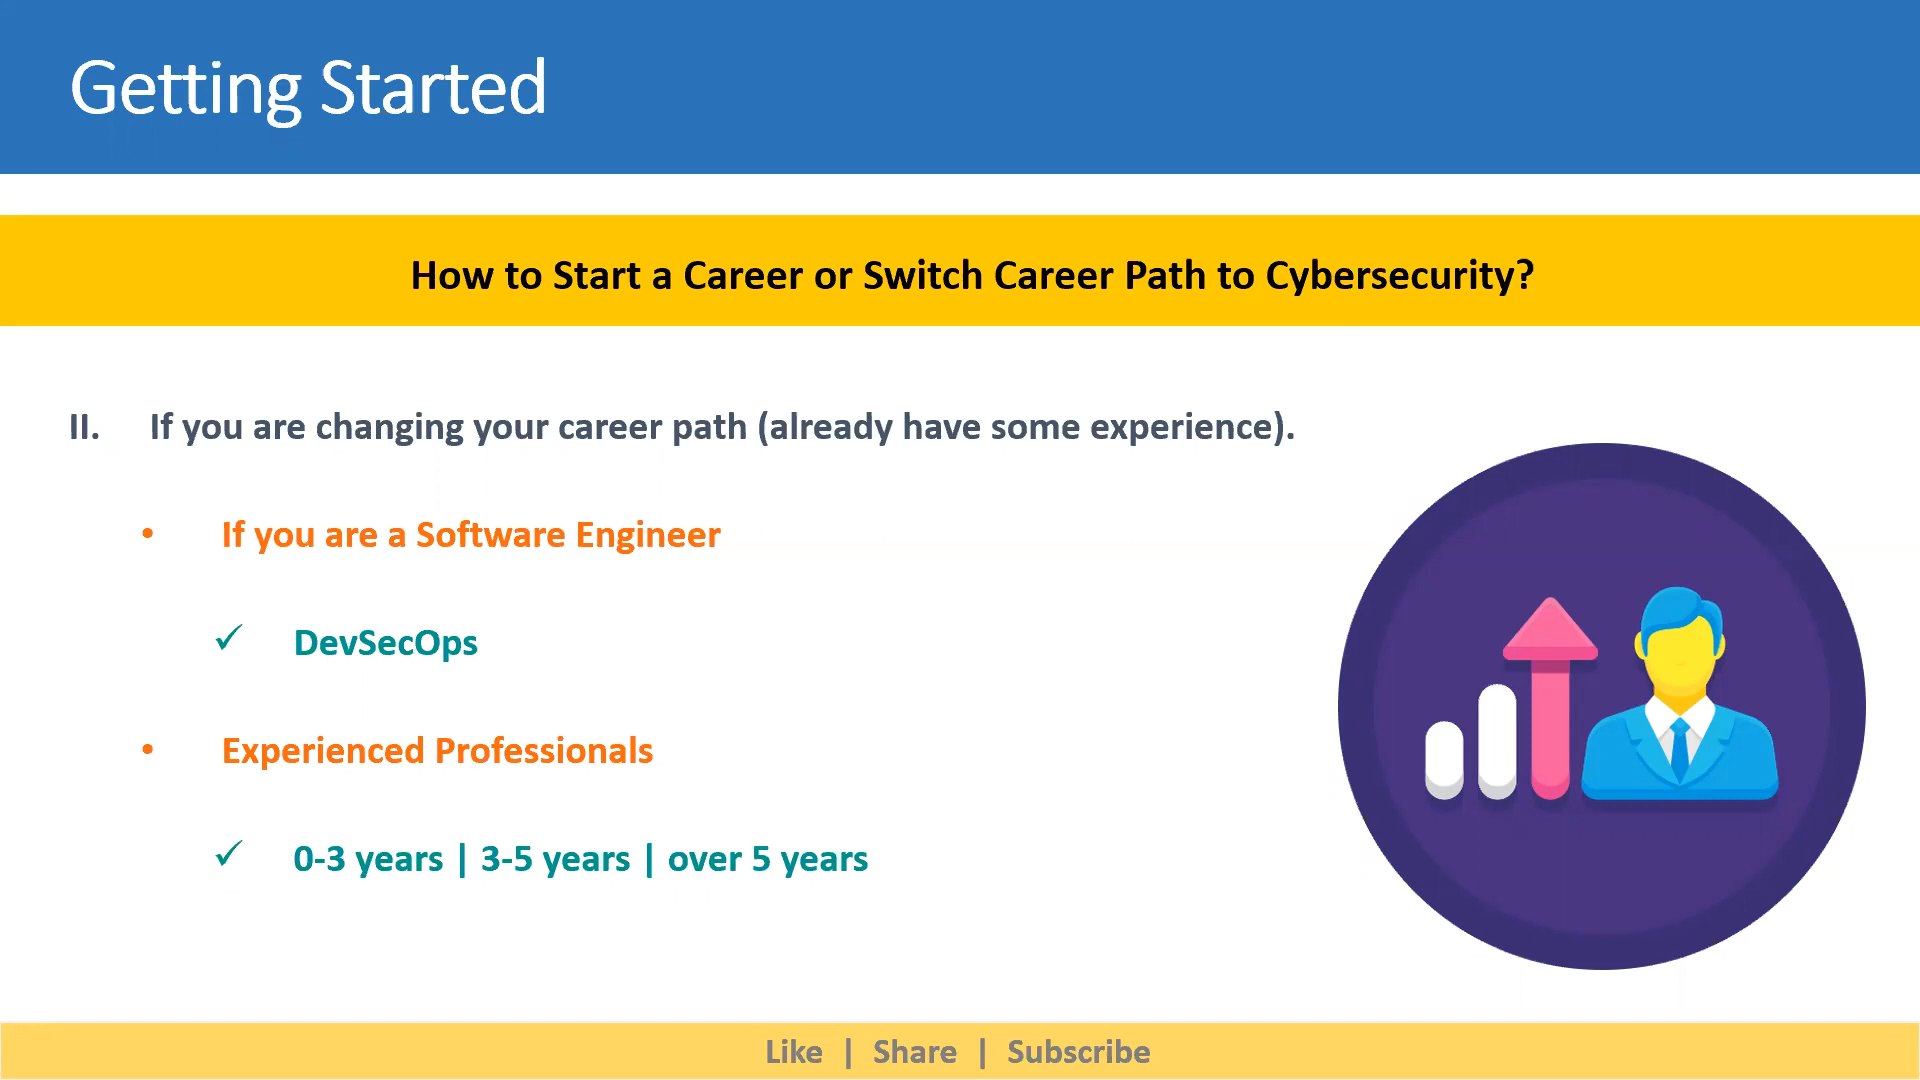 Getting Started
How to Start a Career or Switch Career Path to Cybersecurity?
II. If you are changing your career path (already have some experience).
• If you are a Software Engineer
✓ DevSecOps
• Experienced Professionals
✓ 0-3 years | 3-5 years | over 5 years
Like | Share | Subscribe